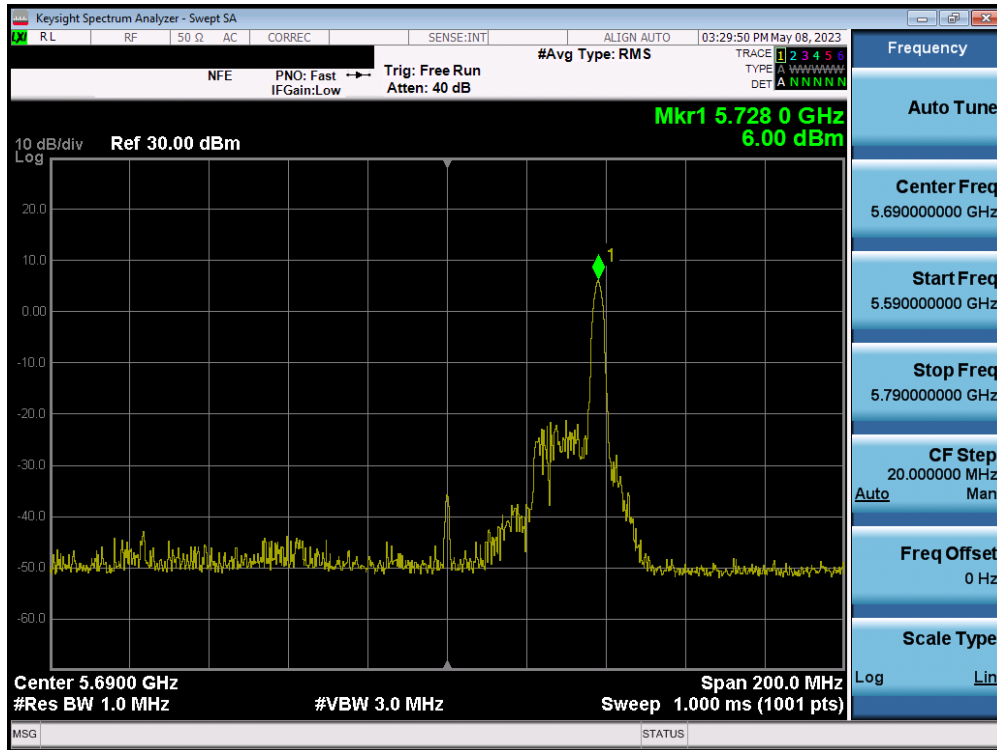 Keysight Spectrum Analyzer - Swept SA
LXI RL RF 50 Ω AC CORREC SENSE:INT ALIGN AUTO 03:29:50 PM May 08, 2023
NFE PNO: Fast Trig: Free Run #Avg Type: RMS TRACE 1 2 3 4 5 6
IFGain:Low Atten: 40 dB TYPE A WWWWW
DET A N N N N N
Mkr1 5.728 0 GHz
6.00 dBm
10 dB/div Ref 30.00 dBm
Log
20.0
10.0
0.00
-10.0
-20.0
-30.0
-40.0
-50.0
-60.0
1
Center 5.6900 GHz Span 200.0 MHz
#Res BW 1.0 MHz #VBW 3.0 MHz Sweep 1.000 ms (1001 pts)
MSG STATUS
Frequency
Auto Tune
Center Freq
5.690000000 GHz
Start Freq
5.590000000 GHz
Stop Freq
5.790000000 GHz
CF Step
20.000000 MHz
Auto Man
Freq Offset
0 Hz
Scale Type
Log Lin